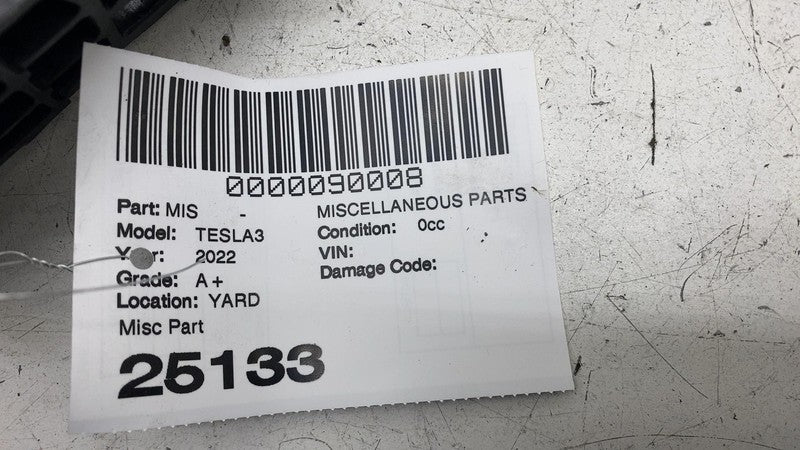 0000090008
Part: MIS - MISCELLANEOUS PARTS
Model: TESLA3 Condition: 0cc
Year: 2022 VIN:
Grade: A+ Damage Code:
Location: YARD
Misc Part
25133